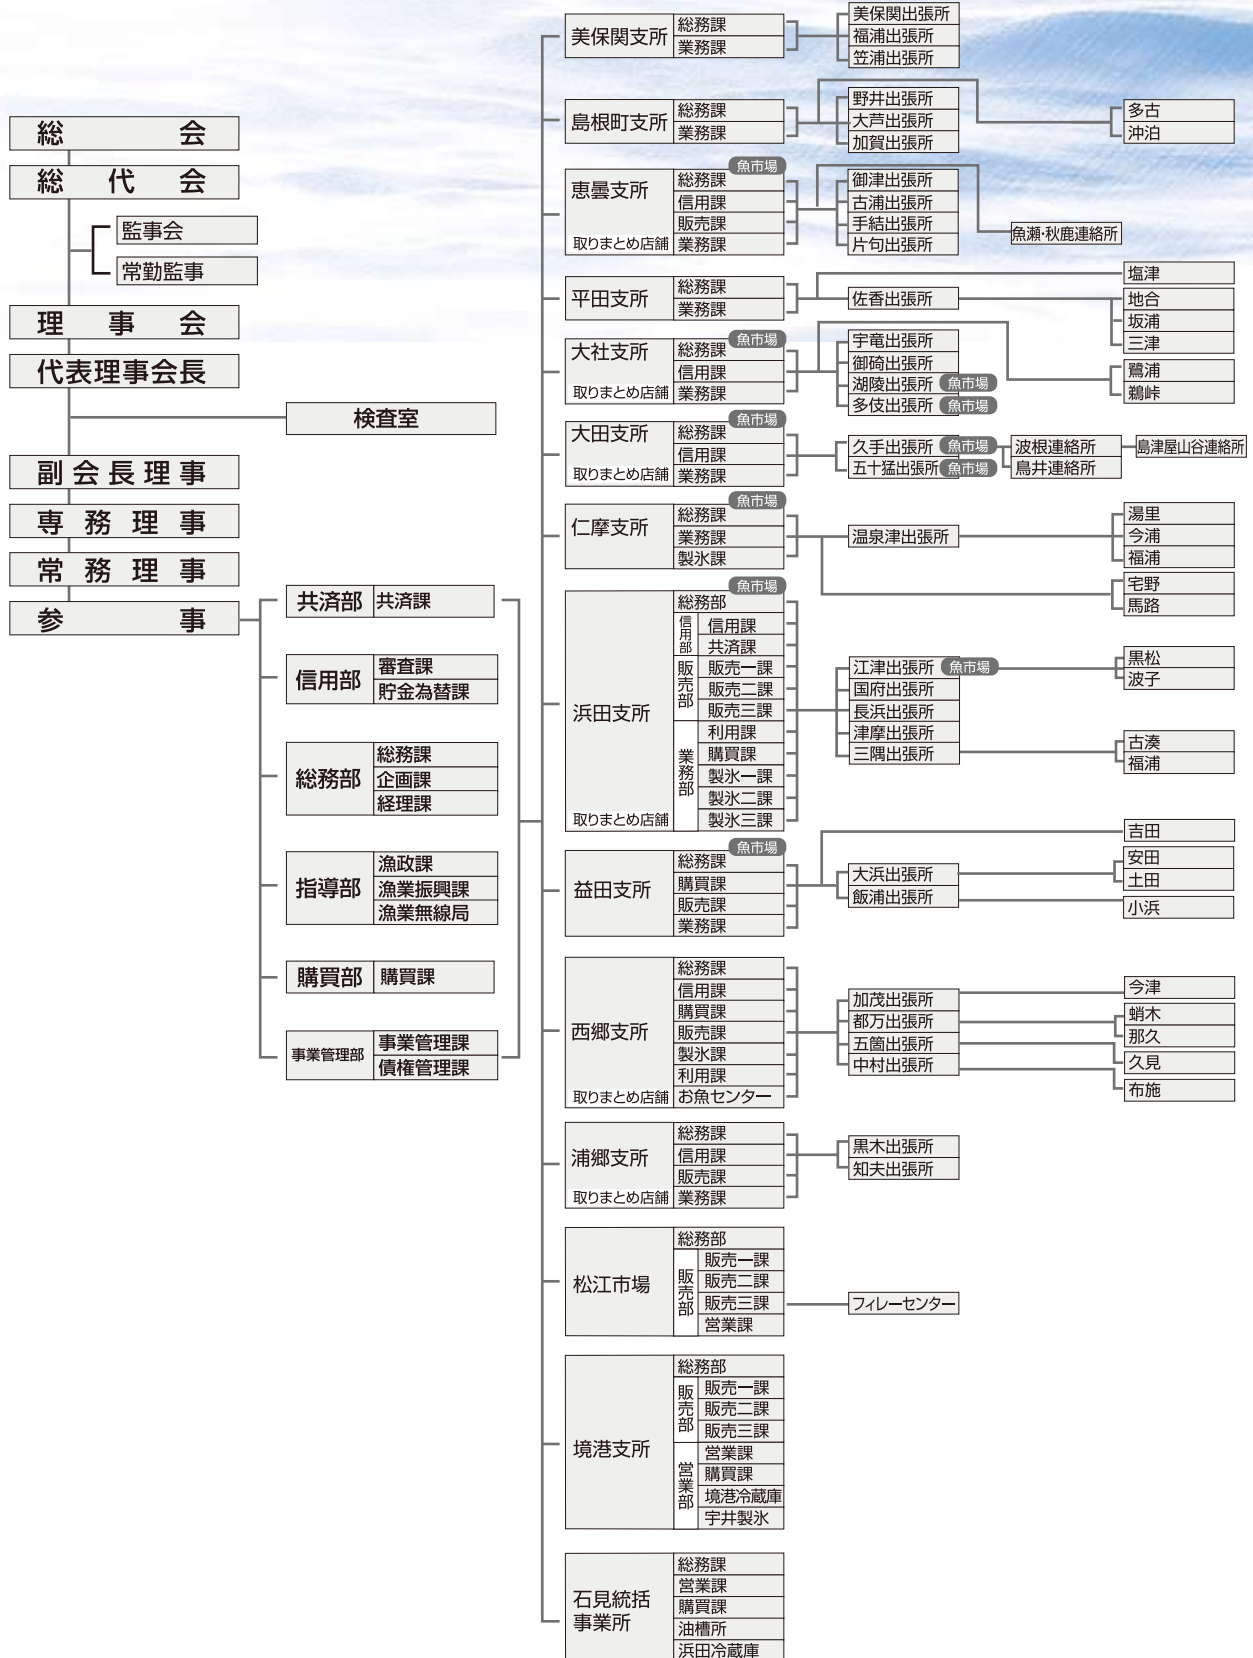 総会
総代会
監事会
常勤監事
理事会
代表理事会長
検査室
副会長理事
専務理事
常務理事
参事
共済部 共済課
信用部 審査課
貯金為替課
総務部 総務課
企画課
経理課
指導部 漁政課
漁業振興課
漁業無線局
購買部 購買課
事業管理部 事業管理課
債権管理課
美保関支所 総務課
業務課
美保関出張所
福浦出張所
笠浦出張所
島根町支所 総務課
業務課
野井出張所
大芦出張所
加賀出張所
多古
沖泊
恵曇支所 魚市場
総務課
信用課
販売課
取りまとめ店舗 業務課
御津出張所
古浦出張所
手結出張所
片句出張所
魚瀬・秋鹿連絡所
平田支所 総務課
業務課
佐香出張所
塩津
地合
坂浦
三津
大社支所 魚市場
総務課
信用課
取りまとめ店舗 業務課
宇竜出張所
御碕出張所
湖陵出張所 魚市場
多伎出張所 魚市場
鷺浦
鵜峠
大田支所 魚市場
総務課
信用課
取りまとめ店舗 業務課
久手出張所 魚市場
五十猛出張所 魚市場
波根連絡所
鳥井連絡所
島津屋山谷連絡所
仁摩支所 魚市場
総務課
業務課
製氷課
温泉津出張所
湯里
今浦
福浦
宅野
馬路
浜田支所 魚市場
総務部
信用部 信用課
共済課
販売部 販売一課
販売二課
販売三課
業務部 利用課
購買課
製氷一課
製氷二課
取りまとめ店舗 製氷三課
江津出張所 魚市場
国府出張所
長浜出張所
津摩出張所
三隅出張所
黒松
波子
古湊
福浦
益田支所 魚市場
総務課
購買課
販売課
業務課
大浜出張所
飯浦出張所
吉田
安田
土田
小浜
西郷支所 総務課
信用課
購買課
販売課
製氷課
利用課
取りまとめ店舗 お魚センター
加茂出張所
都万出張所
五箇出張所
中村出張所
今津
蛸木
那久
久見
布施
浦郷支所 総務課
信用課
販売課
取りまとめ店舗 業務課
黒木出張所
知夫出張所
松江市場 総務部
販売部 販売一課
販売二課
販売三課
営業課
フィレーセンター
境港支所 総務部
販売部 販売一課
販売二課
販売三課
営業部 営業課
購買課
境港冷蔵庫
宇井製氷
石見統括
事業所
総務課
営業課
購買課
油槽所
浜田冷蔵庫